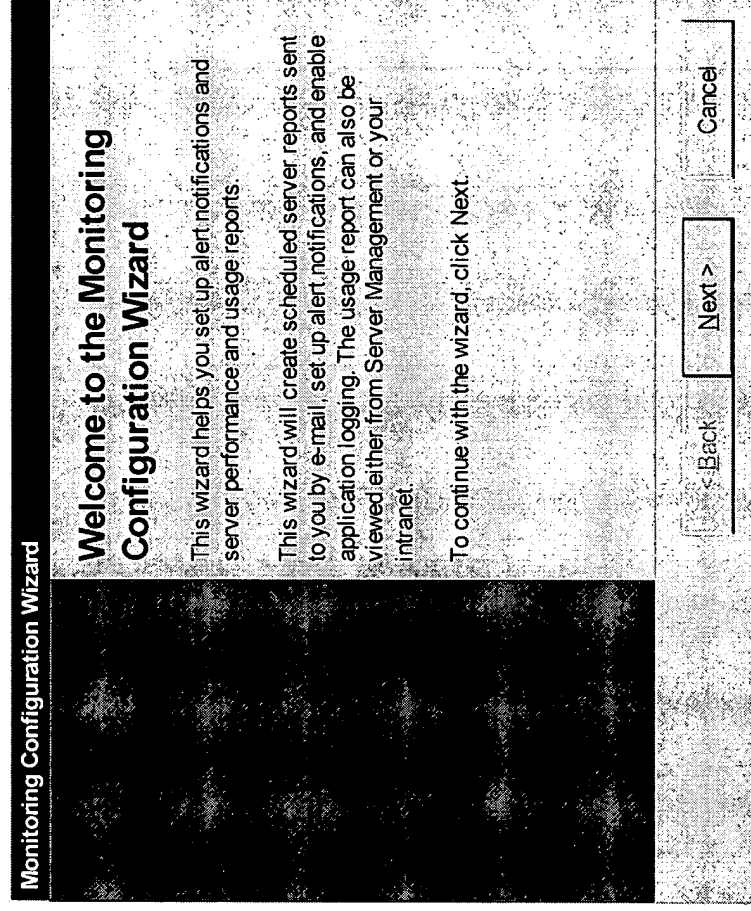 Monitoring Configuration Wizard
Welcome to the Monitoring
Configuration Wizard
This wizard helps you set up alert notifications and
server performance and usage reports.
This wizard will create scheduled server reports sent
to you by e-mail, set up alert notifications, and enable
application logging. The usage report can also be
viewed either from Server Management or your
intranet.
To continue with the wizard, click Next.
< Back
Next >
Cancel